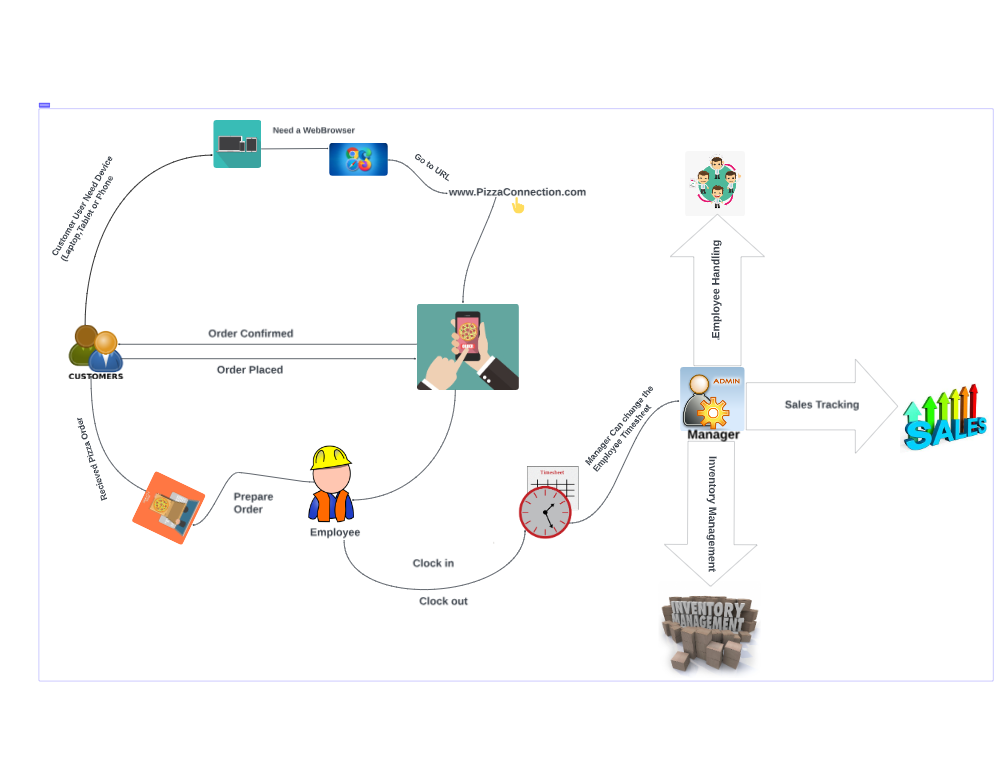 Need a WebBrowser
Customer User Need Device
(Laptop,Tablet or Phone
Go to URL
www.PizzaConnection.com
.Employee Handling
Order Confirmed
Order Placed
CUSTOMERS
ADMIN
Manager
Sales Tracking
SALES
Manager Can change the
Employee Timesheat
Recieved Pizza Order
Prepare
Order
Employee
Timesheet
Inventory Management
Clock in
Clock out
INVENTORY
MANAGEMENT